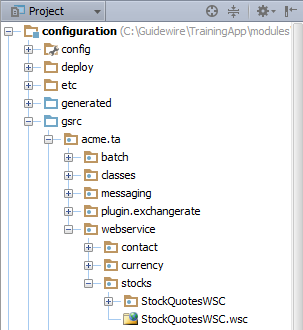 Project
configuration (C:\Guidewire\TrainingApp\modules
config
deploy
etc
generated
gsrc
acme.ta
batch
classes
messaging
plugin.exchangerate
webservice
contact
currency
stocks
StockQuotesWSC
StockQuotesWSC.wsc